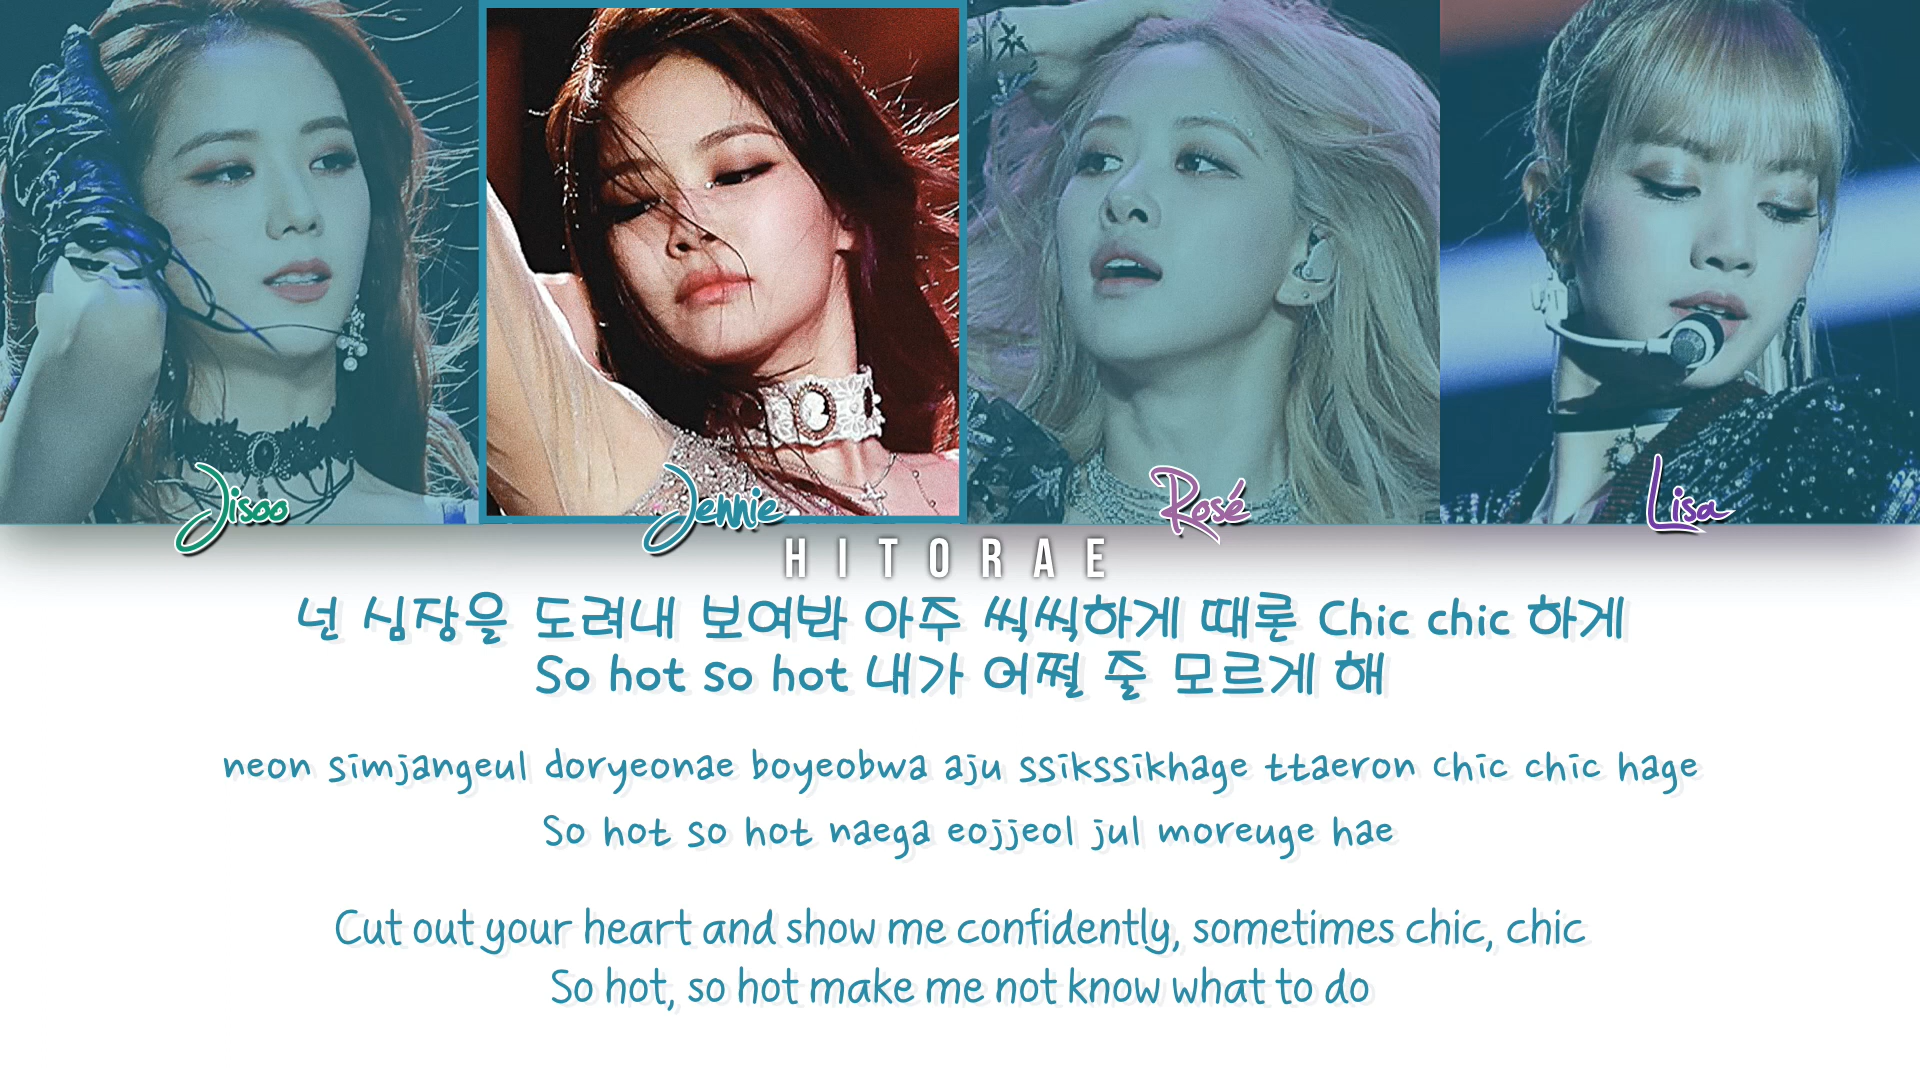 Jisoo
Jennie
Rosé
Lisa
HITORAE
넌 심장을 도려내 보여봐 아주 씩씩하게 때론 Chic chic 하게
So hot so hot 내가 어쩔 줄 모르게 해
neon simjangeul doryeonae boyeobwa aju ssikssikhage ttaeron chic chic hage
So hot so hot naega eojjeol jul moreuge hae
Cut out your heart and show me confidently, sometimes chic, chic
So hot, so hot make me not know what to do